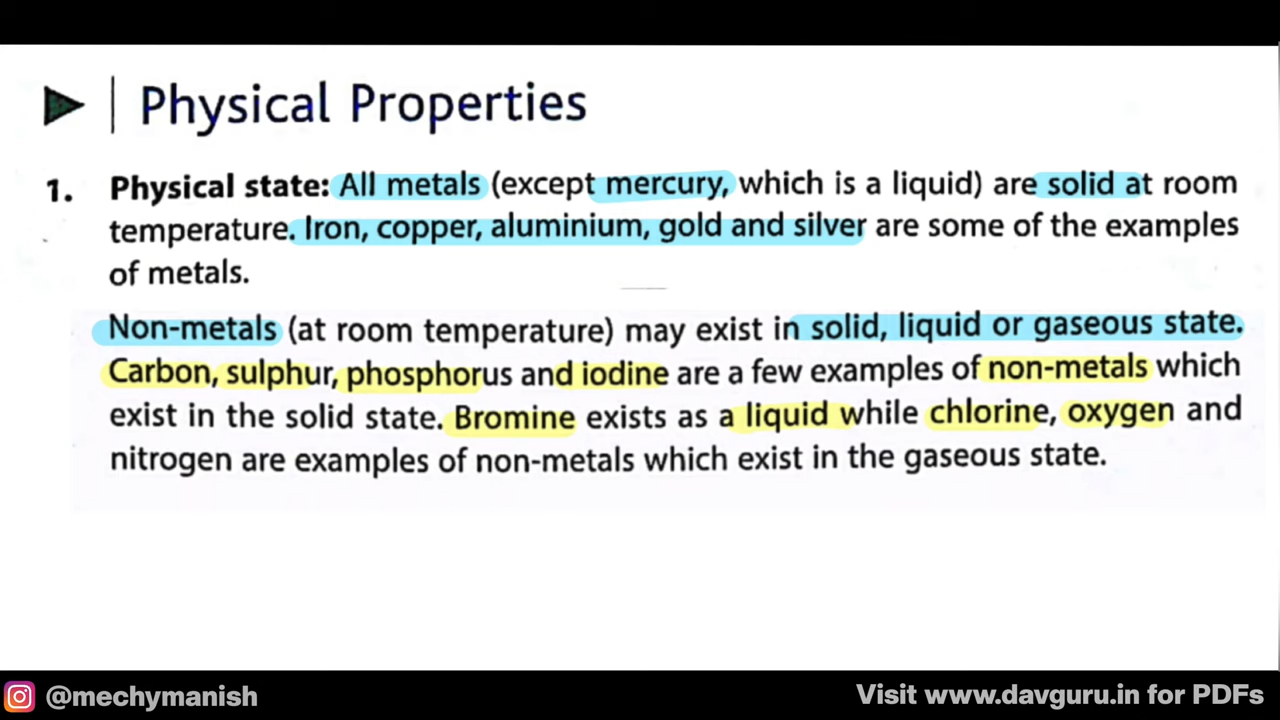 Physical Properties
1. Physical state: All metals (except mercury, which is a liquid) are solid at room
temperature. Iron, copper, aluminium, gold and silver are some of the examples
of metals.
Non-metals (at room temperature) may exist in solid, liquid or gaseous state.
Carbon, sulphur, phosphorus and iodine are a few examples of non-metals which
exist in the solid state. Bromine exists as a liquid while chlorine, oxygen and
nitrogen are examples of non-metals which exist in the gaseous state.
@mechymanish
Visit www.davguru.in for PDFs